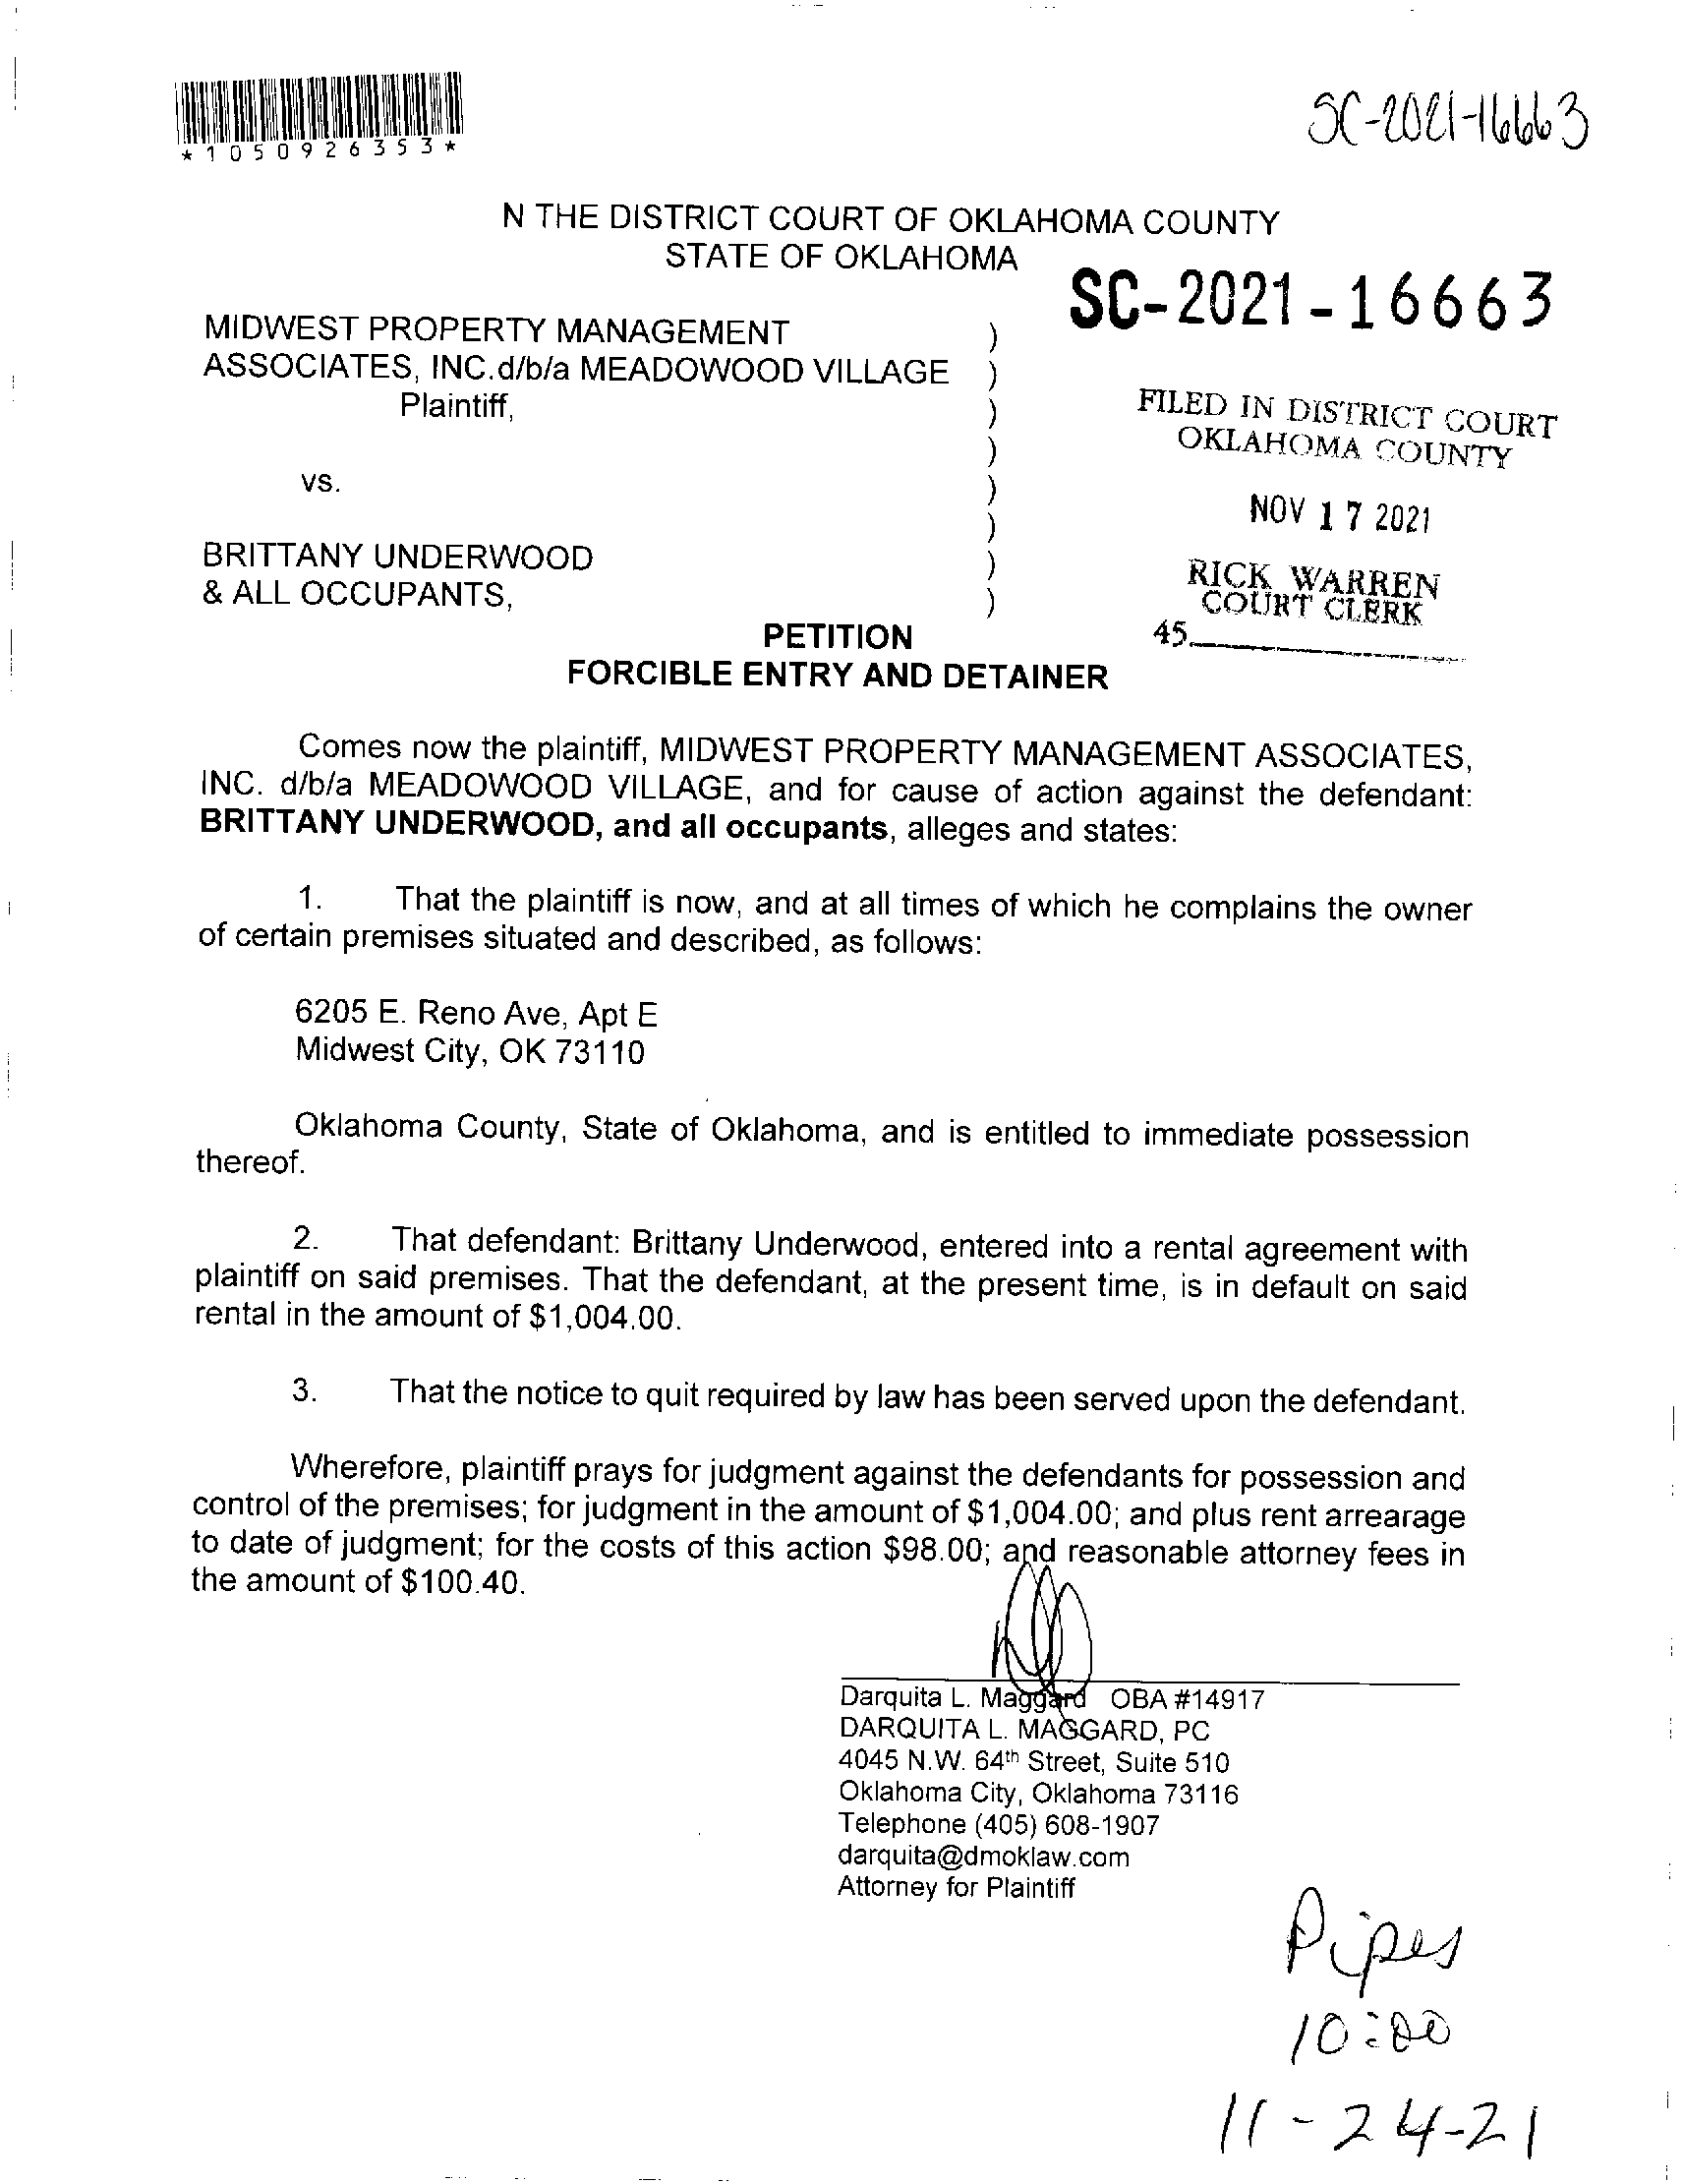 *1050926353*
SC-2021-16663
N THE DISTRICT COURT OF OKLAHOMA COUNTY
STATE OF OKLAHOMA
SC-2021-16663
MIDWEST PROPERTY MANAGEMENT )
ASSOCIATES, INC.d/b/a MEADOWOOD VILLAGE )
Plaintiff, )
)
vs. )
)
BRITTANY UNDERWOOD )
& ALL OCCUPANTS, )
FILED IN DISTRICT COURT
OKLAHOMA COUNTY
NOV 17 2021
RICK WARREN
COURT CLERK
45
PETITION
FORCIBLE ENTRY AND DETAINER
Comes now the plaintiff, MIDWEST PROPERTY MANAGEMENT ASSOCIATES,
INC. d/b/a MEADOWOOD VILLAGE, and for cause of action against the defendant:
BRITTANY UNDERWOOD, and all occupants, alleges and states:
1. That the plaintiff is now, and at all times of which he complains the owner
of certain premises situated and described, as follows:
6205 E. Reno Ave, Apt E
Midwest City, OK 73110
Oklahoma County, State of Oklahoma, and is entitled to immediate possession
thereof.
2. That defendant: Brittany Underwood, entered into a rental agreement with
plaintiff on said premises. That the defendant, at the present time, is in default on said
rental in the amount of $1,004.00.
3. That the notice to quit required by law has been served upon the defendant.
Wherefore, plaintiff prays for judgment against the defendants for possession and
control of the premises; for judgment in the amount of $1,004.00; and plus rent arrearage
to date of judgment; for the costs of this action $98.00; and reasonable attorney fees in
the amount of $100.40.
Darquita L. Maggard OBA #14917
DARQUITA L. MAGGARD, PC
4045 N.W. 64th Street, Suite 510
Oklahoma City, Oklahoma 73116
Telephone (405) 608-1907
darquita@dmoklaw.com
Attorney for Plaintiff
Pipes
10:00
11-24-21